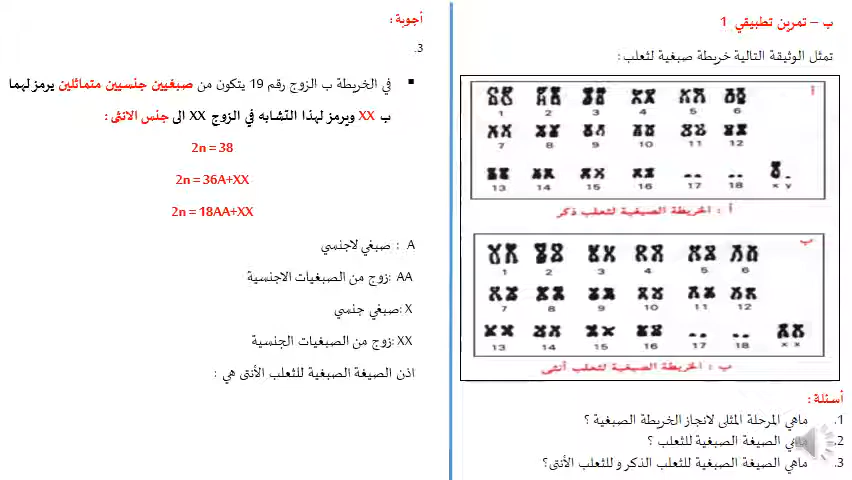 ب – تمرين تطبيقي 1
تمثل الوثيقة التالية خريطة صبغية لثعلب:
أ
1 2 3 4 5 6
7 8 9 10 11 12
13 14 15 16 17 18 x y
أ : الخريطة الصبغية لثعلب ذكر
ب
1 2 3 4 5 6
7 8 9 10 11 12
13 14 15 16 17 18 x x
ب : الخريطة الصبغية لثعلب أنثى
أسئلة :
1. ماهي المرحلة المثلى لانجاز الخريطة الصبغية ؟
2. ماهي الصيغة الصبغية للثعلب ؟
3. ماهي الصيغة الصبغية للثعلب الذكر و للثعلب الأنثى؟
أجوبة :
3.
في الخريطة ب الزوج رقم 19 يتكون من صبغيين جنسيين متماثلين يرمز لهما
ب XX ويرمز لهذا التشابه في الزوج XX الى جنس الانثى :
2n = 38
2n = 36A+XX
2n = 18AA+XX
A : صبغي لاجنسي
AA :زوج من الصبغيات الاجنسية
X :صبغي جنسي
XX :زوج من الصبغيات الجنسية
اذن الصيغة الصبغية للثعلب الأنثى هي :